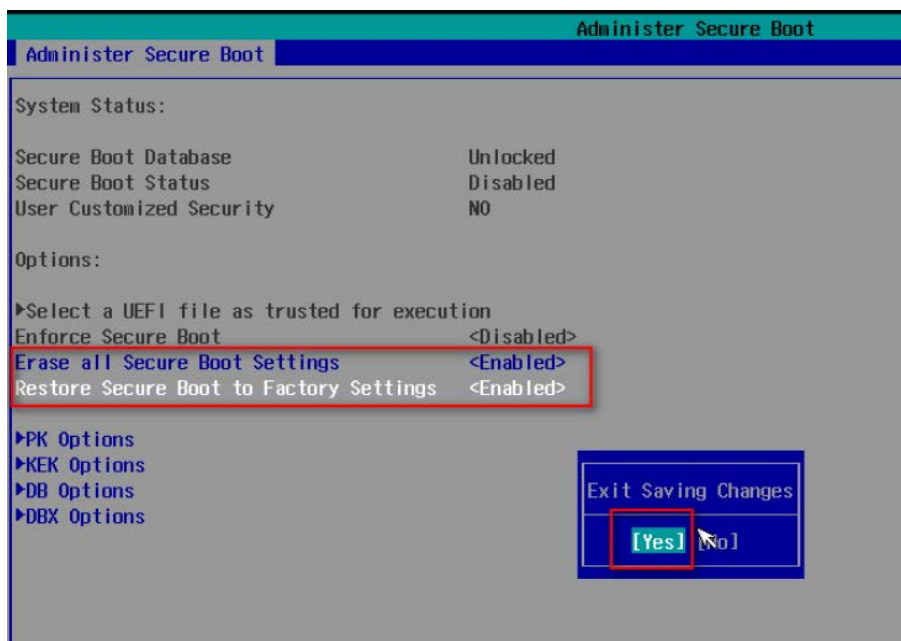 Administer Secure Boot
Administer Secure Boot
System Status:
Secure Boot Database Unlocked
Secure Boot Status Disabled
User Customized Security NO
Options:
▶Select a UEFI file as trusted for execution
Enforce Secure Boot <Disabled>
Erase all Secure Boot Settings <Enabled>
Restore Secure Boot to Factory Settings <Enabled>
▶PK Options
▶KEK Options
▶DB Options
▶DBX Options
Exit Saving Changes
[Yes] [No]